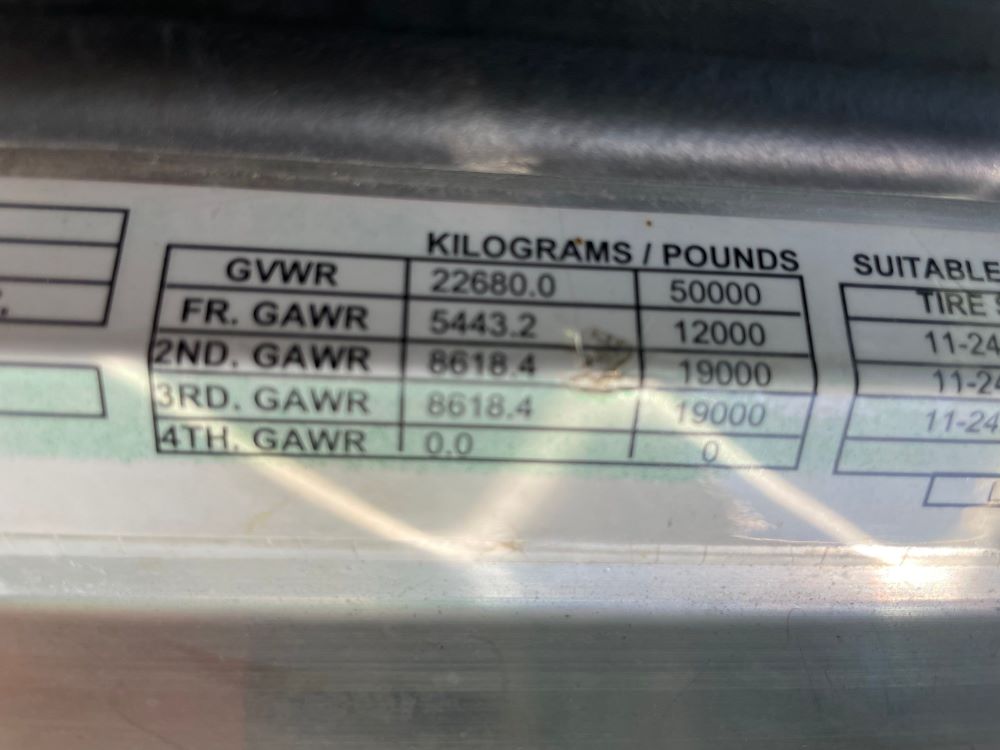 KILOGRAMS / POUNDS
GVWR 22680.0 50000
FR. GAWR 5443.2 12000
2ND. GAWR 8618.4 19000
3RD. GAWR 8618.4 19000
4TH. GAWR 0.0 0
SUITABLE
TIRE
11-24
11-24
11-24